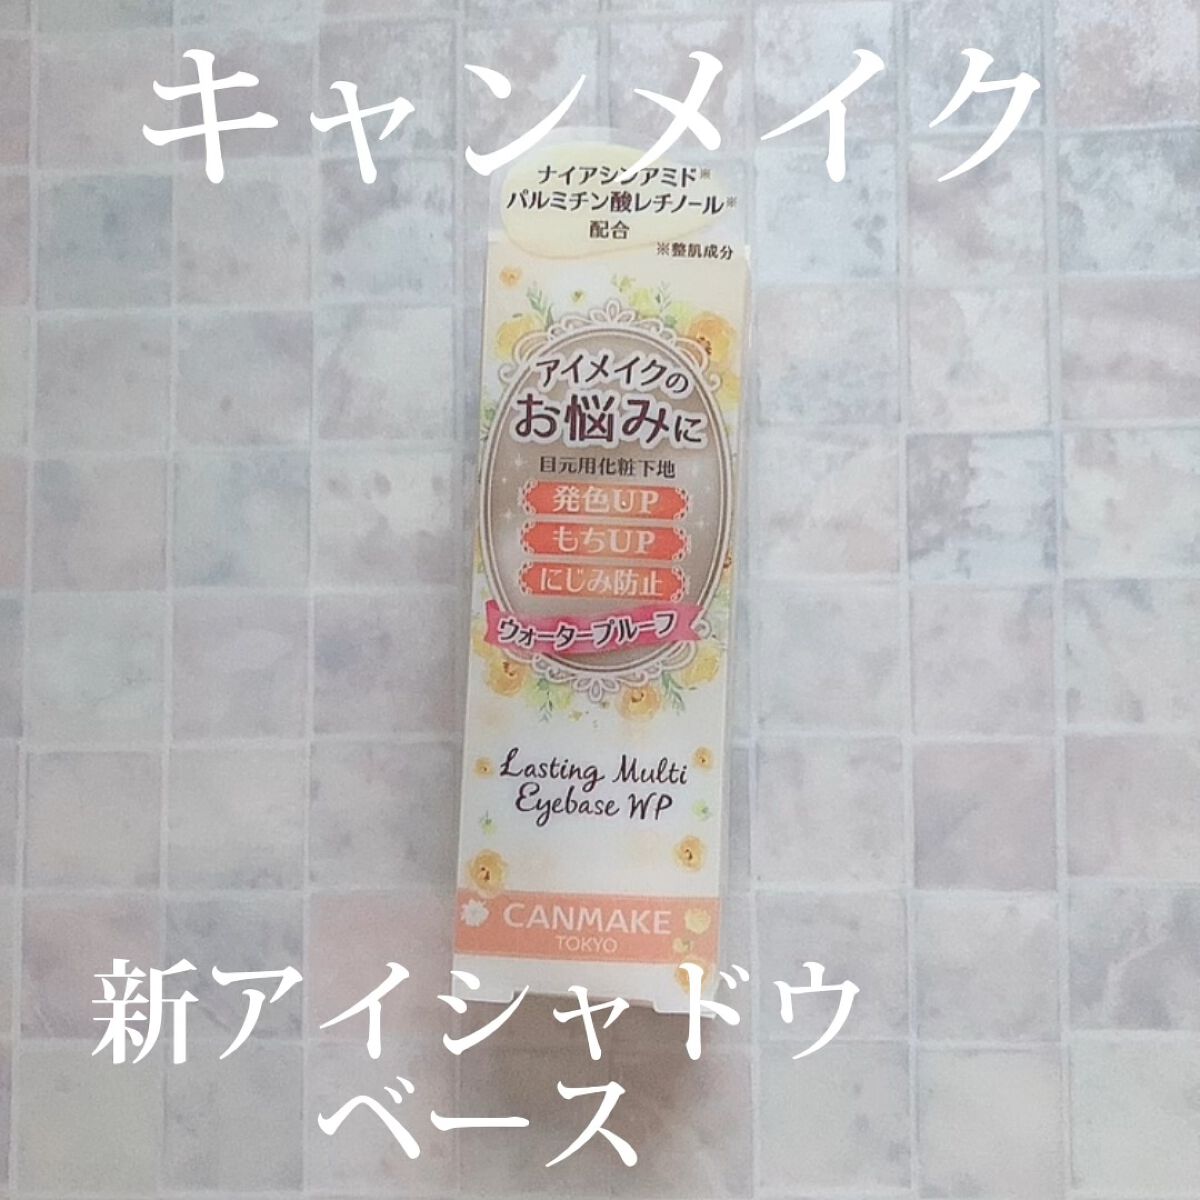 キャンメイク
ナイアシンアミド※
パルミチン酸レチノール※
配合
※整肌成分
アイメイクの
お悩みに
目元用化粧下地
発色UP
もちUP
にじみ防止
ウォータープルーフ
Lasting Multi
Eyebase WP
CANMAKE
TOKYO
新アイシャドウ
ベース